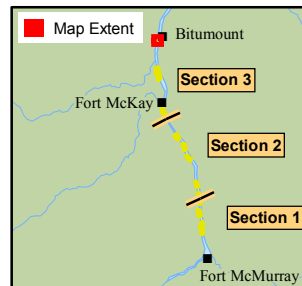 Map Extent
Bitumount
Section 3
Fort McKay
Section 2
Section 1
Fort McMurray